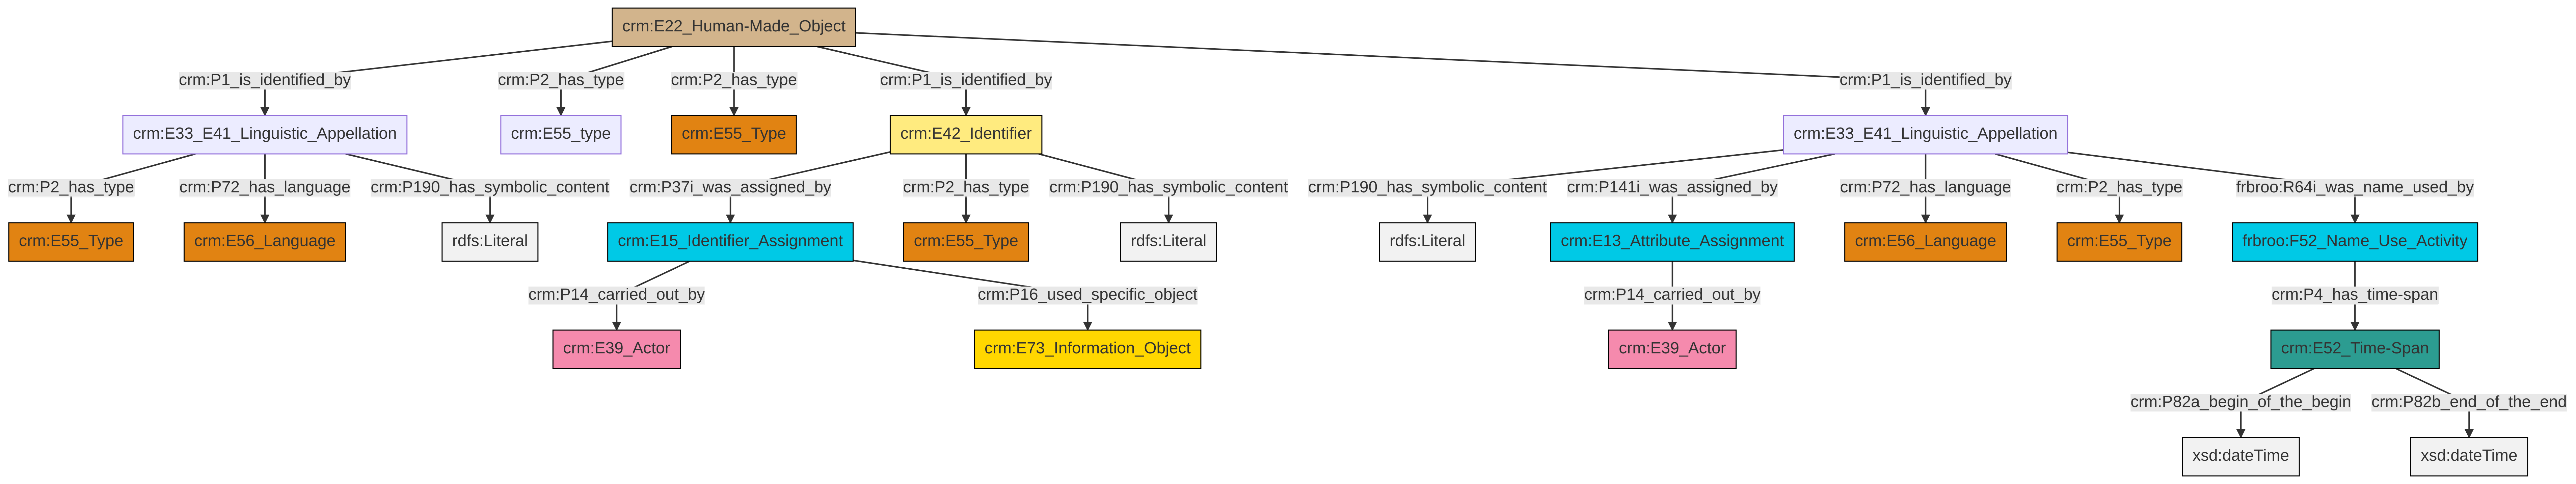 crm:E22_Human-Made_Object
crm:P1_is_identified_by
crm:P2_has_type
crm:P2_has_type
crm:P1_is_identified_by
crm:P1_is_identified_by
crm:E33_E41_Linguistic_Appellation
crm:E55_type
crm:E55_Type
crm:E42_Identifier
crm:E33_E41_Linguistic_Appellation
crm:P2_has_type
crm:P72_has_language
crm:P190_has_symbolic_content
crm:P37i_was_assigned_by
crm:P2_has_type
crm:P190_has_symbolic_content
crm:P190_has_symbolic_content
crm:P141i_was_assigned_by
crm:P72_has_language
crm:P2_has_type
frbroo:R64i_was_name_used_by
crm:E55_Type
crm:E56_Language
rdfs:Literal
crm:E15_Identifier_Assignment
crm:E55_Type
rdfs:Literal
rdfs:Literal
crm:E13_Attribute_Assignment
crm:E56_Language
crm:E55_Type
frbroo:F52_Name_Use_Activity
crm:P14_carried_out_by
crm:P16_used_specific_object
crm:P14_carried_out_by
crm:P4_has_time-span
crm:E39_Actor
crm:E73_Information_Object
crm:E39_Actor
crm:E52_Time-Span
crm:P82a_begin_of_the_begin
crm:P82b_end_of_the_end
xsd:dateTime
xsd:dateTime